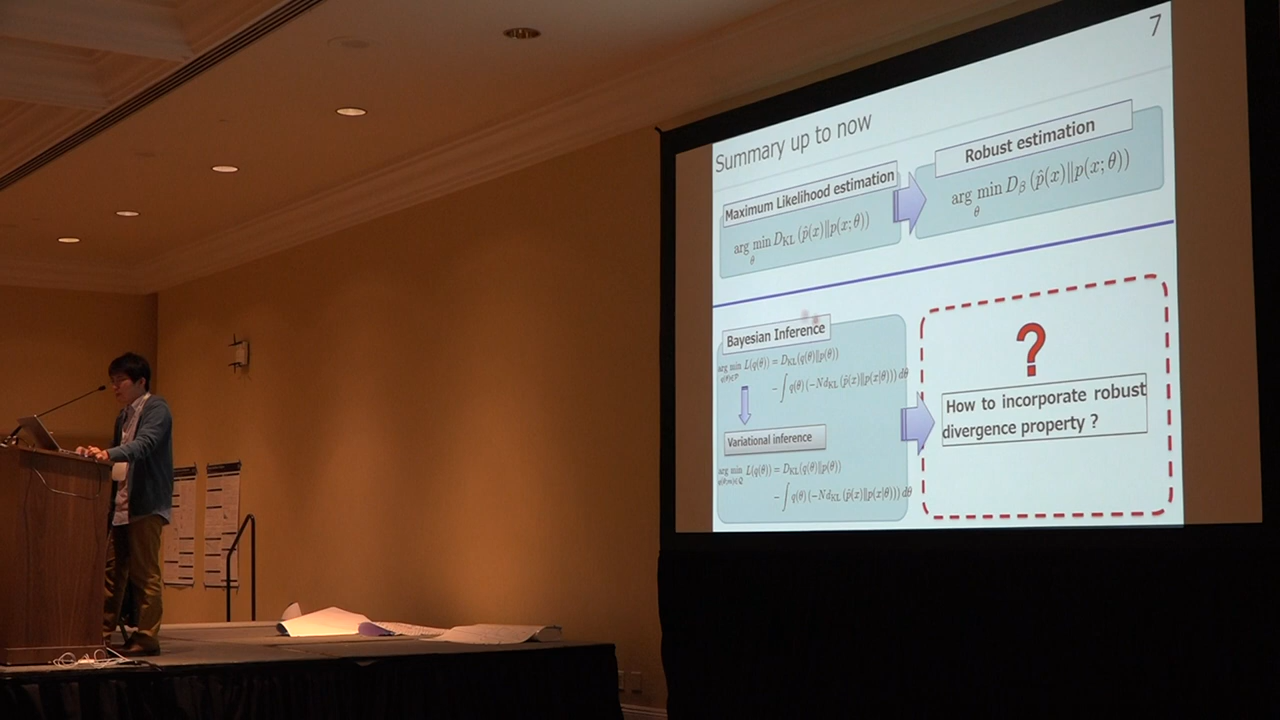 7
Summary up to now
Maximum Likelihood estimation
arg min D_KL (p̂(x)‖p(x;θ))
θ
Robust estimation
arg min D_β (p̂(x)‖p(x;θ))
θ
Bayesian Inference
arg min L(q(θ)) = D_KL(q(θ)‖p(θ))
q(θ)∈P
− ∫ q(θ) (−N d_KL (p̂(x)‖p(x|θ))) dθ
Variational inference
arg min L(q(θ)) = D_KL(q(θ)‖p(θ))
− ∫ q(θ) (−N d_KL (p̂(x)‖p(x|θ))) dθ
?
How to incorporate robust
divergence property ?